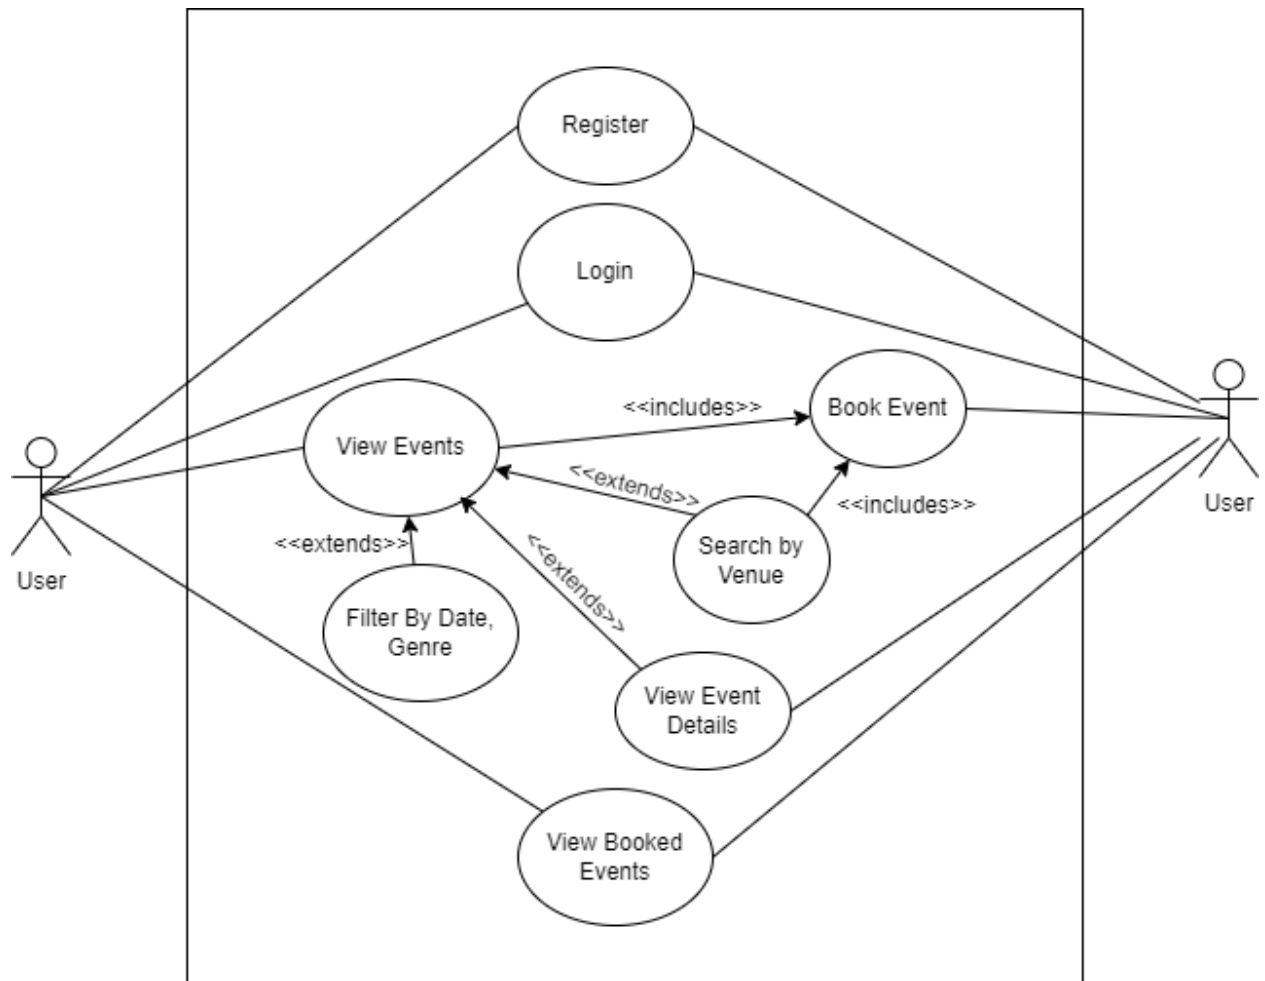 Register
Login
Book Event
<<includes>>
View Events
<<extends>>
<<includes>>
User
<<extends>>
Search by
Venue
<<extends>>
User
Filter By Date,
Genre
View Event
Details
View Booked
Events